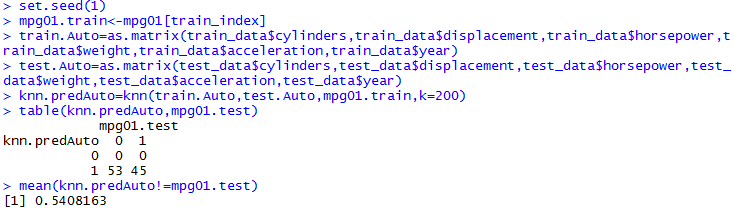 > set.seed(1)
> mpg01.train<-mpg01[train_index]
> train.Auto=as.matrix(train_data$cylinders,train_data$displacement,train_data$horsepower,t
rain_data$weight,train_data$acceleration,train_data$year)
> test.Auto=as.matrix(test_data$cylinders,test_data$displacement,test_data$horsepower,test_
data$weight,test_data$acceleration,test_data$year)
> knn.predAuto=knn(train.Auto,test.Auto,mpg01.train,k=200)
> table(knn.predAuto,mpg01.test)
mpg01.test
knn.predAuto 0 1
0 0 0
1 53 45
> mean(knn.predAuto!=mpg01.test)
[1] 0.5408163